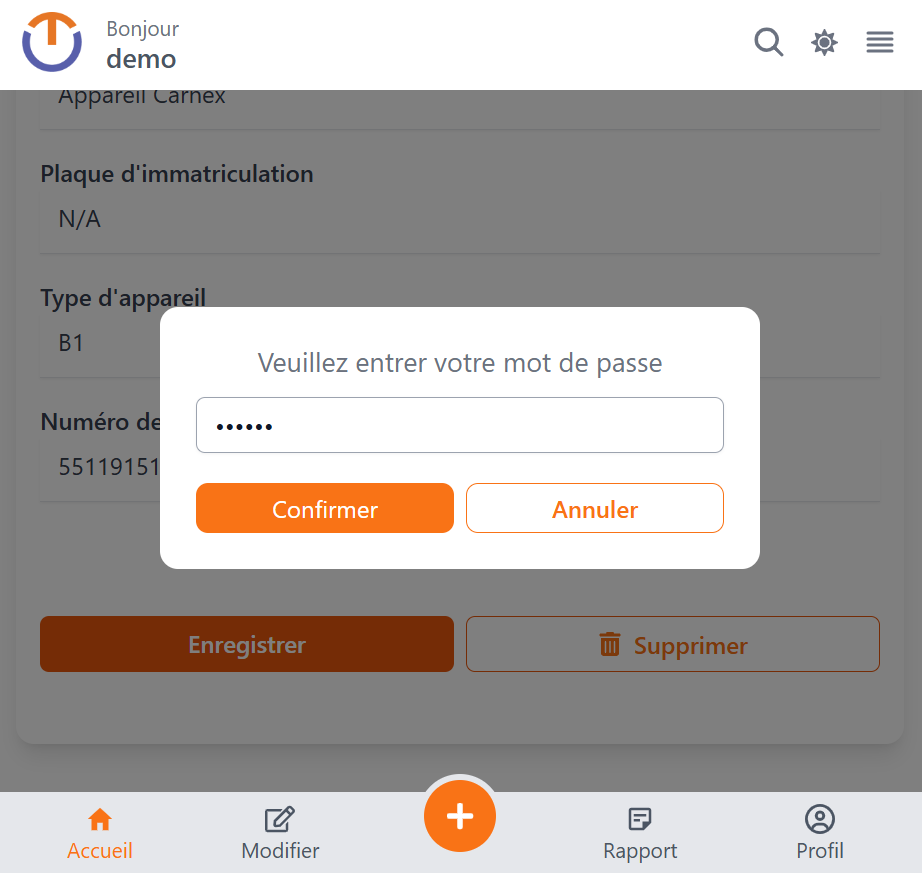 Bonjour
demo
Appareil Carnex
Plaque d'immatriculation
N/A
Type d'appareil
B1
Veuillez entrer votre mot de passe
Numéro de
••••••
55119151
Confirmer
Annuler
Enregistrer
Supprimer
Accueil
Modifier
Rapport
Profil